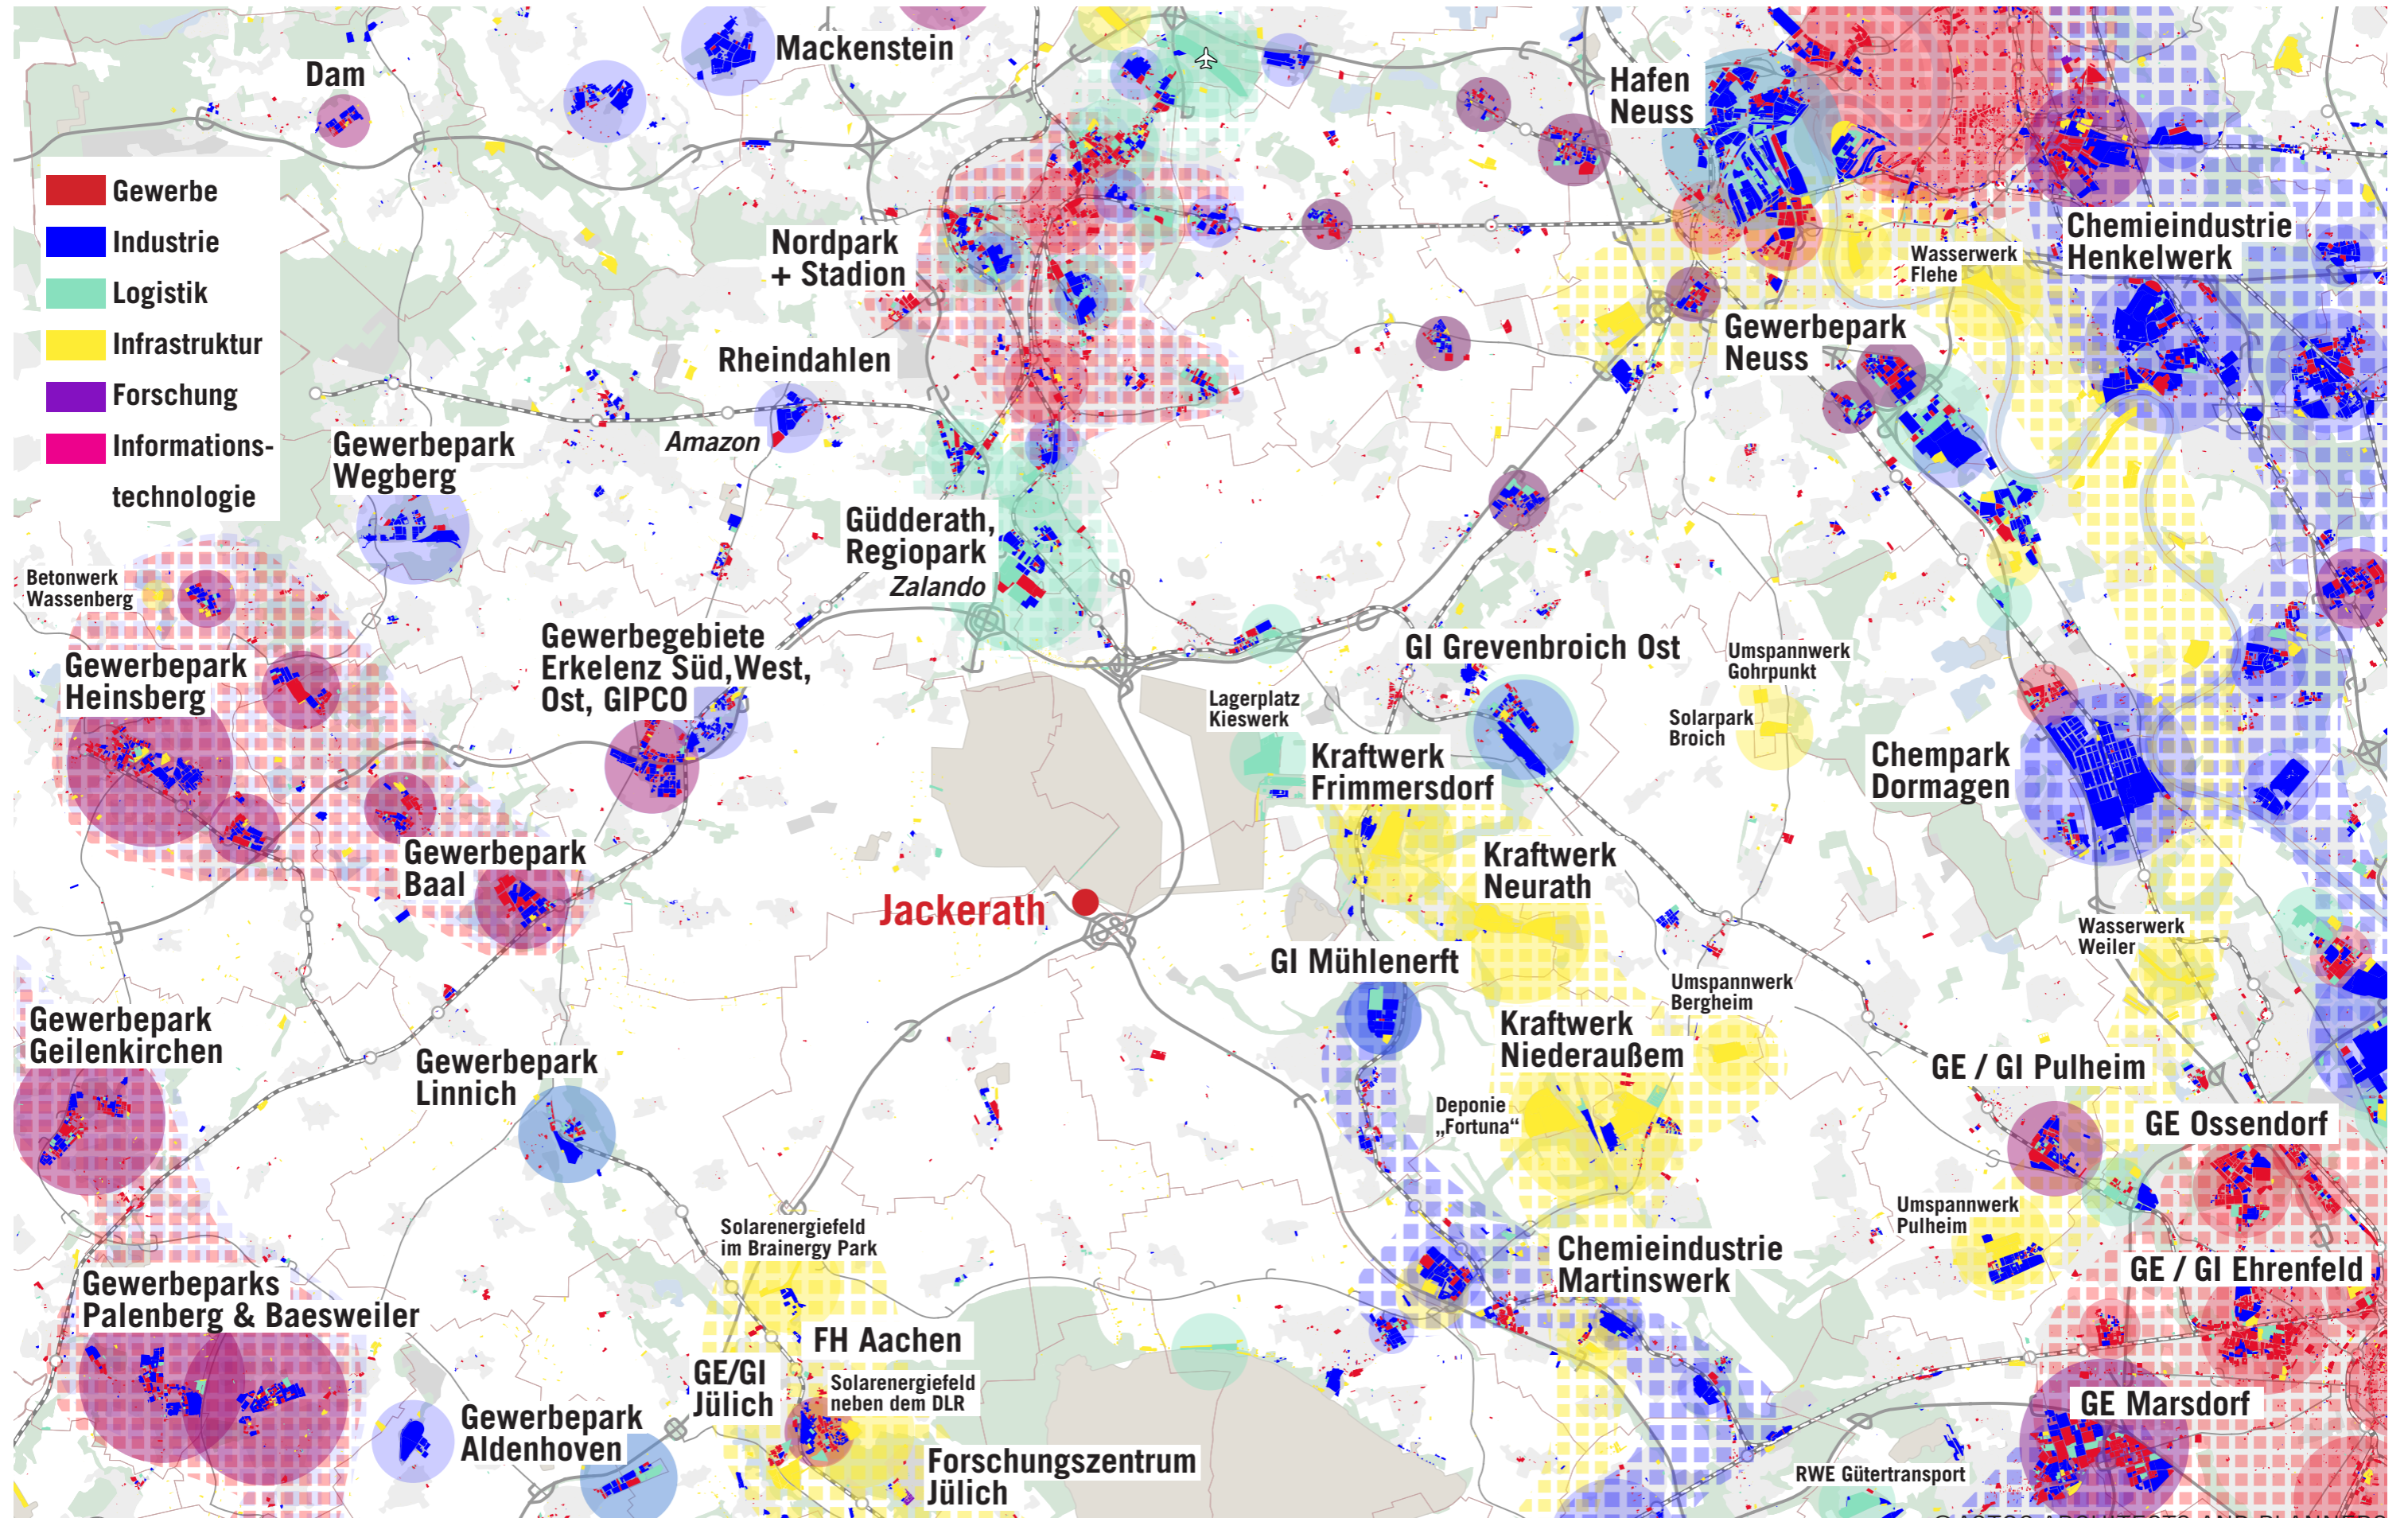 Mackenstein
Dam
Hafen
Neuss
Gewerbe
Industrie
Logistik
Infrastruktur
Forschung
Informations-
technologie
Nordpark
+ Stadion
Wasserwerk
Flehe
Chemieindustrie
Henkelwerk
Gewerbepark
Neuss
Rheindahlen
Amazon
Gewerbepark
Wegberg
Güdderath,
Regiopark
Zalando
Betonwerk
Wassenberg
Gewerbegebiete
Erkelenz Süd,West,
Ost, GIPCO
Gewerbepark
Heinsberg
GI Grevenbroich Ost
Umspannwerk
Gohrpunkt
Lagerplatz
Kieswerk
Solarpark
Broich
Kraftwerk
Frimmersdorf
Chempark
Dormagen
Gewerbepark
Baal
Kraftwerk
Neurath
Jackerath
Wasserwerk
Weiler
GI Mühlenerft
Umspannwerk
Bergheim
Gewerbepark
Geilenkirchen
Kraftwerk
Niederaußem
Gewerbepark
Linnich
GE / GI Pulheim
Deponie
„Fortuna“
GE Ossendorf
Umspannwerk
Pulheim
Solarenergiefeld
im Brainergy Park
Chemieindustrie
Martinswerk
GE / GI Ehrenfeld
Gewerbeparks
Palenberg & Baesweiler
FH Aachen
GE/GI
Jülich
Solarenergiefeld
neben dem DLR
GE Marsdorf
Gewerbepark
Aldenhoven
Forschungszentrum
Jülich
RWE Gütertransport